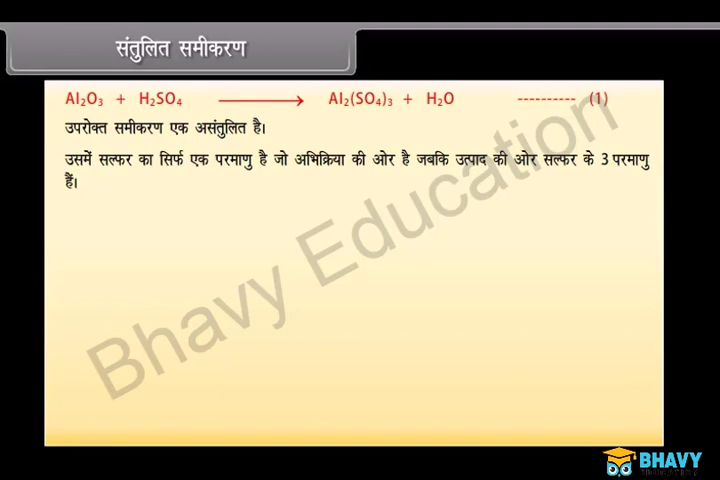 संतुलित समीकरण
Al₂O₃ + H₂SO₄ ⟶ Al₂(SO₄)₃ + H₂O ---------- (1)
उपरोक्त समीकरण एक असंतुलित है।
उसमें सल्फर का सिर्फ एक परमाणु है जो अभिक्रिया की ओर है जबकि उत्पाद की ओर सल्फर के 3 परमाणु
हैं।
Bhavy Education
BHAVY